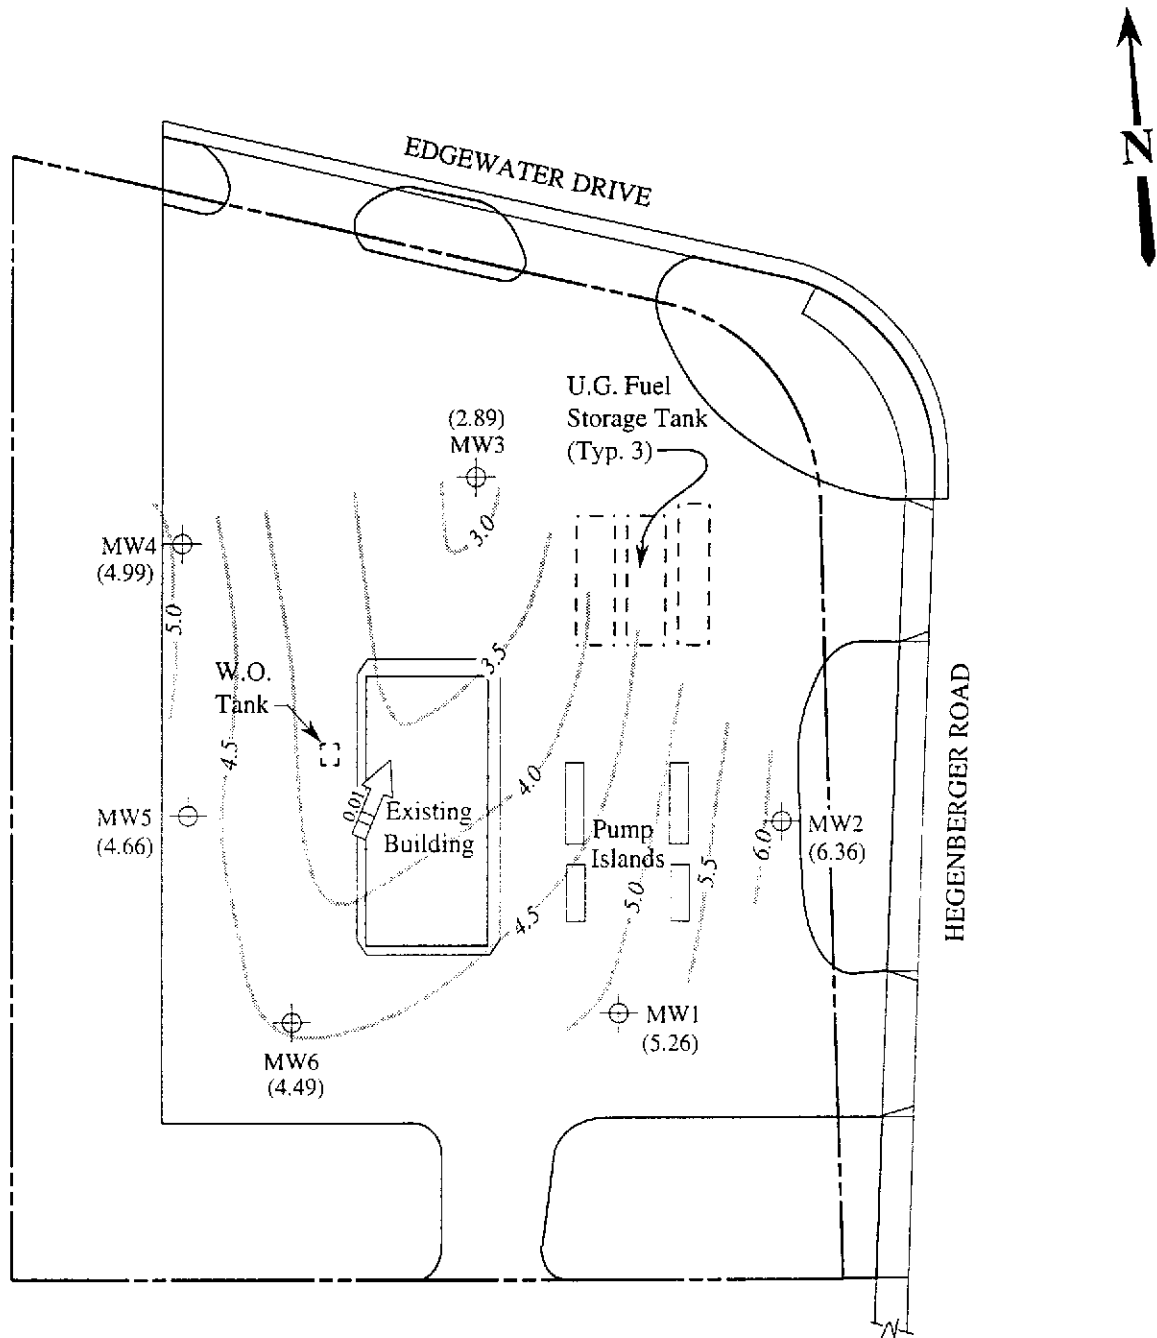 N
EDGEWATER DRIVE
U.G. Fuel
Storage Tank
(Typ. 3)
(2.89)
MW3
3.0
MW4
(4.99)
5.0
3.5
W.O.
Tank
4.5
4.0
0.01
MW5
(4.66)
Existing
Building
Pump
Islands
6.0
MW2
(6.36)
HEGENBERGER ROAD
5.5
5.0
4.5
MW1
(5.26)
MW6
(4.49)